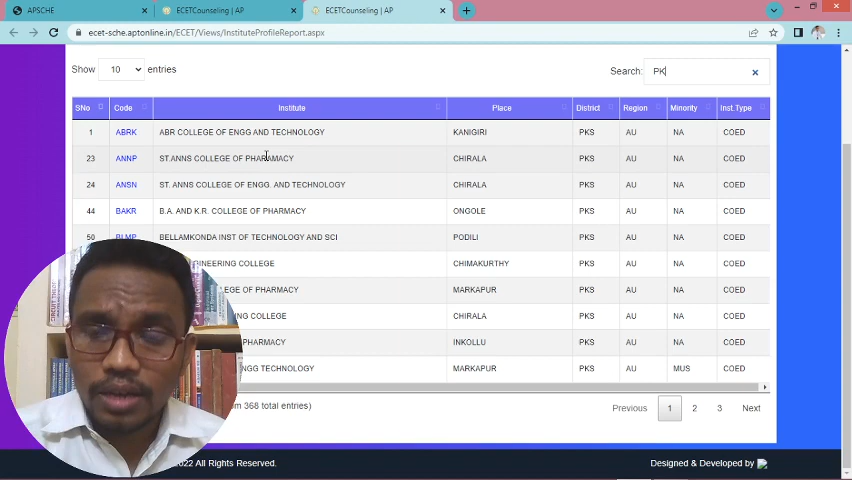 APSCHE
ECETCounseling | AP
ECETCounseling | AP
ecet-sche.aptonline.in/ECET/Views/InstituteProfileReport.aspx
Show 10 entries
Search: PK
SNo Code Institute Place District Region Minority Inst.Type
1 ABRK ABR COLLEGE OF ENGG AND TECHNOLOGY KANIGIRI PKS AU NA COED
23 ANNP ST.ANNS COLLEGE OF PHARAMACY CHIRALA PKS AU NA COED
24 ANSN ST. ANNS COLLEGE OF ENGG. AND TECHNOLOGY CHIRALA PKS AU NA COED
44 BAKR B.A. AND K.R. COLLEGE OF PHARMACY ONGOLE PKS AU NA COED
50 BLMP BELLAMKONDA INST OF TECHNOLOGY AND SCI PODILI PKS AU NA COED
GINEERING COLLEGE CHIMAKURTHY PKS AU NA COED
EGE OF PHARMACY MARKAPUR PKS AU NA COED
ING COLLEGE CHIRALA PKS AU NA COED
PHARMACY INKOLLU PKS AU NA COED
NGG TECHNOLOGY MARKAPUR PKS AU MUS COED
om 368 total entries)
Previous 1 2 3 Next
2022 All Rights Reserved.
Designed & Developed by